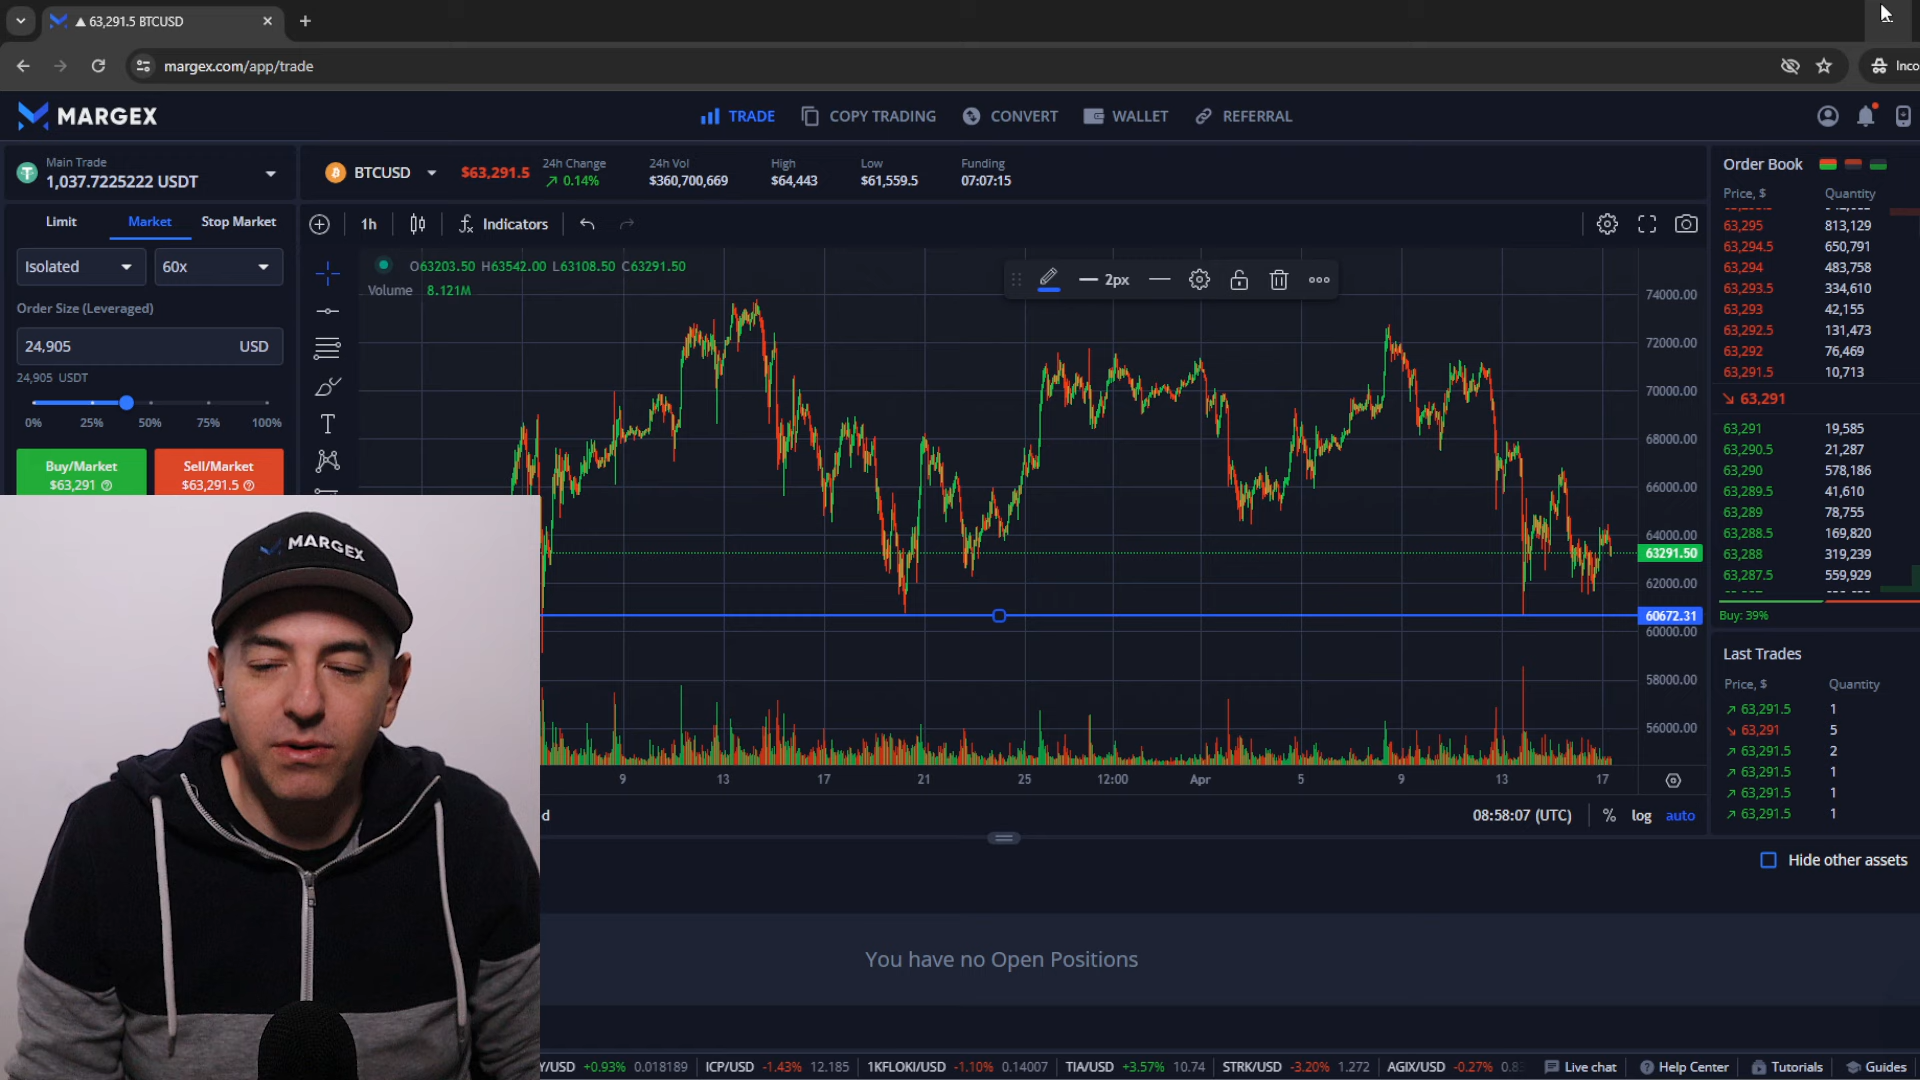 ▲ 63,291.5 BTCUSD
margex.com/app/trade
Inco
MARGEX
TRADE
COPY TRADING
CONVERT
WALLET
REFERRAL
Main Trade
1,037.7225222 USDT
BTCUSD
$63,291.5
24h Change
↗ 0.14%
24h Vol
$360,700,669
High
$64,443
Low
$61,559.5
Funding
07:07:15
Limit
Market
Stop Market
Isolated
60x
Order Size (Leveraged)
24,905
USD
24,905 USDT
0%
25%
50%
75%
100%
Buy/Market
$63,291
Sell/Market
$63,291.5
1h
Indicators
O63203.50 H63542.00 L63108.50 C63291.50
Volume 8.121M
2px
74000.00
72000.00
70000.00
68000.00
66000.00
64000.00
63291.50
62000.00
60672.31
60000.00
58000.00
56000.00
9
13
17
21
25
12:00
Apr
5
9
13
17
d
08:58:07 (UTC)
%
log
auto
Order Book
Price, $ Quantity
63,295 813,129
63,294.5 650,791
63,294 483,758
63,293.5 334,610
63,293 42,155
63,292.5 131,473
63,292 76,469
63,291.5 10,713
↘ 63,291
63,291 19,585
63,290.5 21,287
63,290 578,186
63,289.5 41,610
63,289 78,755
63,288.5 169,820
63,288 319,239
63,287.5 559,929
Buy: 39%
Last Trades
Price, $ Quantity
↗ 63,291.5 1
↘ 63,291 5
↗ 63,291.5 2
↗ 63,291.5 1
↗ 63,291.5 1
↗ 63,291.5 1
Hide other assets
You have no Open Positions
MARGEX
Y/USD +0.93% 0.018189
ICP/USD -1.43% 12.185
1KFLOKI/USD -1.10% 0.14007
TIA/USD +3.57% 10.74
STRK/USD -3.20% 1.272
AGIX/USD -0.27%
Live chat
Help Center
Tutorials
Guides